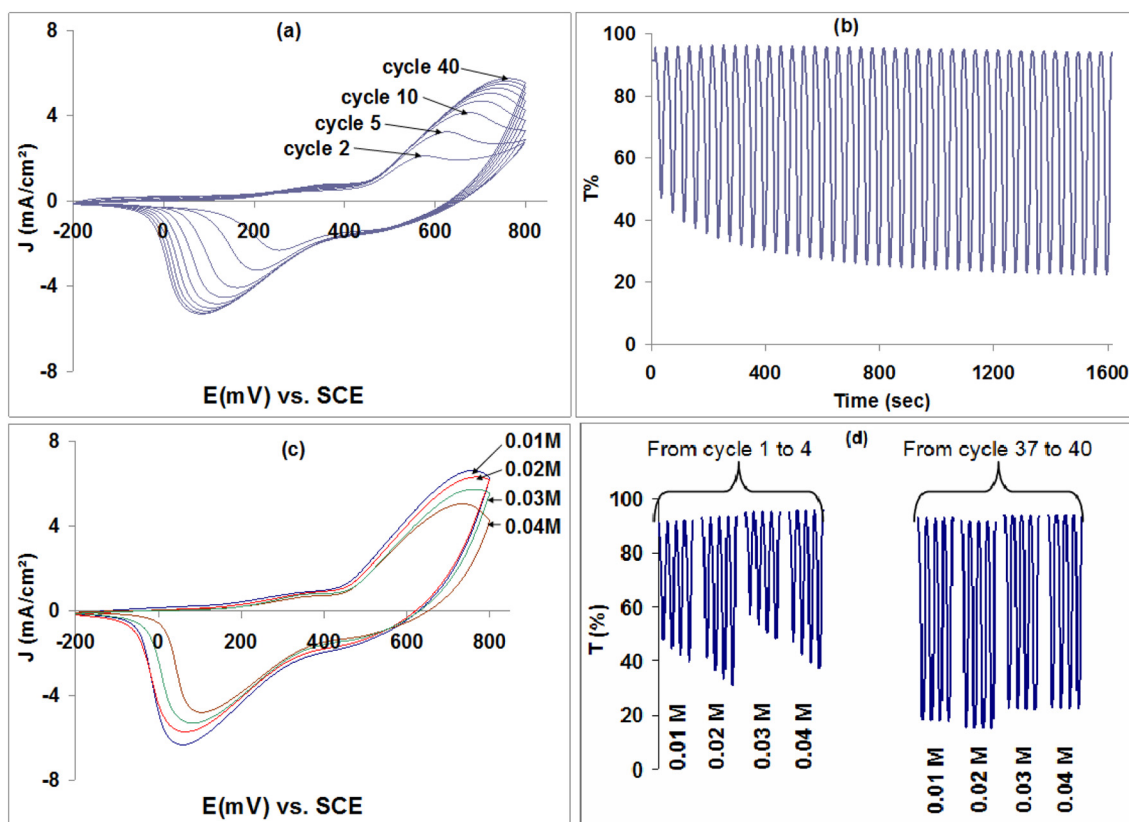 (a)
8
4
0
-4
-8
J (mA/cm²)
cycle 40
cycle 10
cycle 5
cycle 2
-200 0 200 400 600 800
E(mV) vs. SCE
(b)
100
80
60
40
20
0
T%
0 400 800 1200 1600
Time (sec)
(c)
8
4
0
-4
-8
J (mA/cm²)
0.01M
0.02M
0.03M
0.04M
-200 0 200 400 600 800
E(mV) vs. SCE
(d)
From cycle 1 to 4
From cycle 37 to 40
100
80
60
40
20
0
T (%)
0.01 M
0.02 M
0.03 M
0.04 M
0.01 M
0.02 M
0.03 M
0.04 M